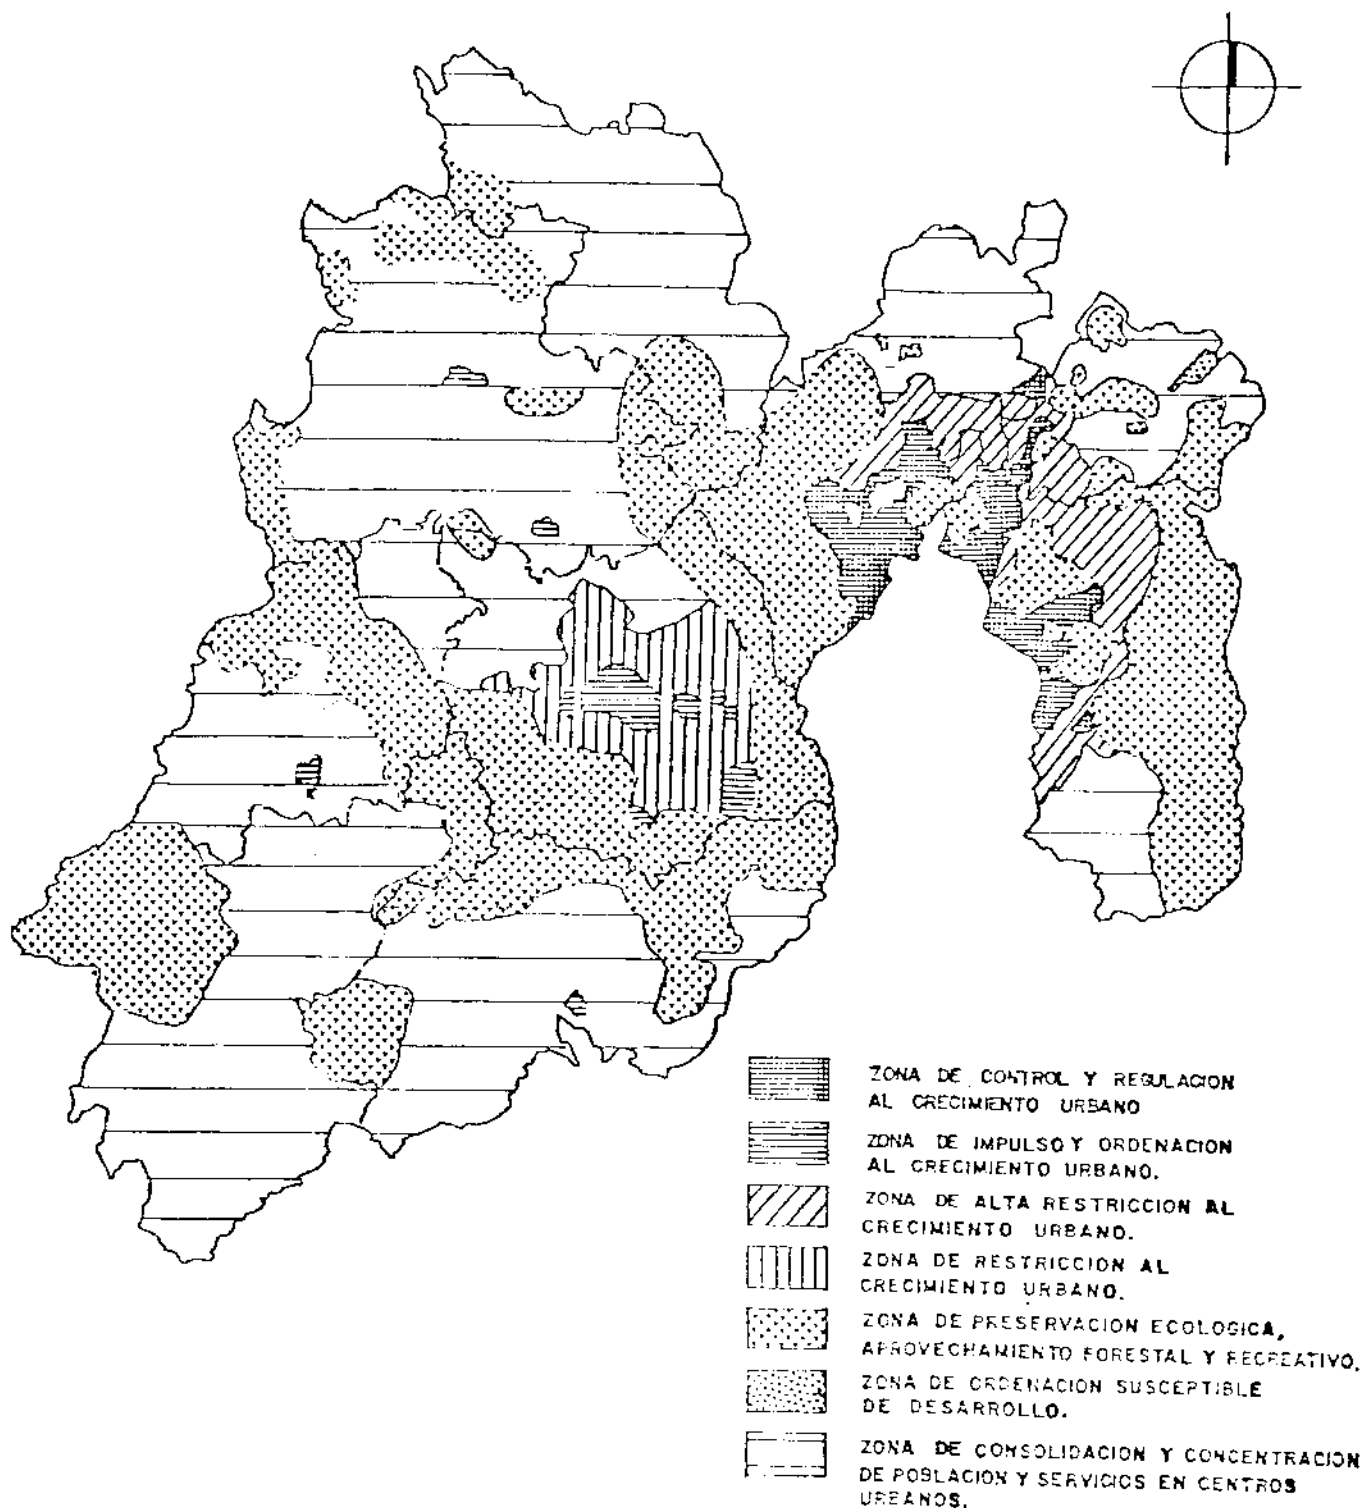 ZONA DE CONTROL Y REGULACION
AL CRECIMIENTO URBANO
ZONA DE IMPULSO Y ORDENACION
AL CRECIMIENTO URBANO.
ZONA DE ALTA RESTRICCION AL
CRECIMIENTO URBANO.
ZONA DE RESTRICCION AL
CRECIMIENTO URBANO.
ZONA DE PRESERVACION ECOLOGICA,
APROVECHAMIENTO FORESTAL Y RECREATIVO.
ZONA DE ORDENACION SUSCEPTIBLE
DE DESARROLLO.
ZONA DE CONSOLIDACION Y CONCENTRACION
DE POBLACION Y SERVICIOS EN CENTROS
URBANOS.